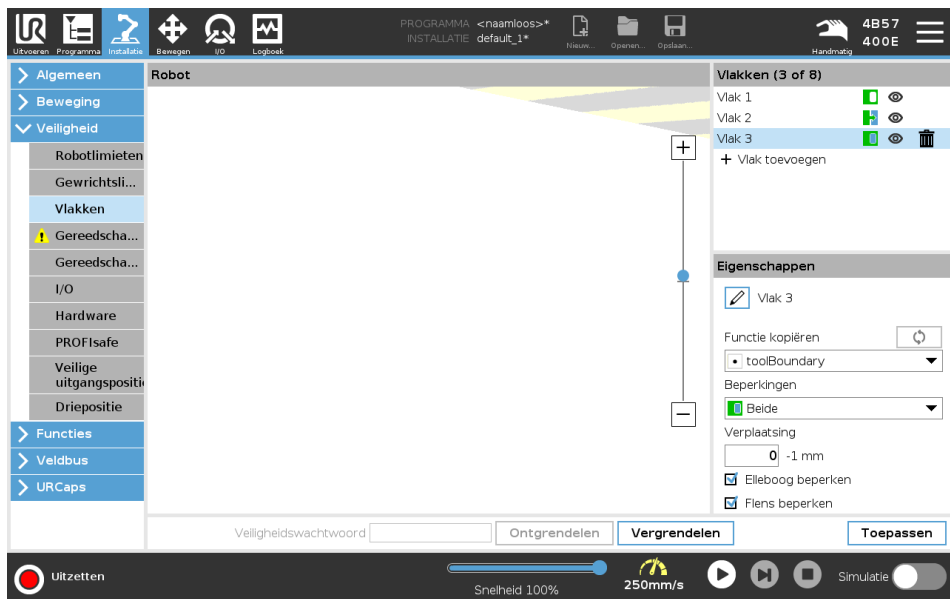 PROGRAMMA <naamloos>*
INSTALLATIE default_1*
Uitvoeren Programma Installatie Bewegen I/O Logboek
Nieuw... Openen... Opslaan...
Handmatig
4B57
400E
Algemeen
Beweging
Veiligheid
Robotlimieten
Gewrichtsli...
Vlakken
Gereedscha...
Gereedscha...
I/O
Hardware
PROFIsafe
Veilige
uitgangspositi
Driepositie
Functies
Veldbus
URCaps
Robot
Vlakken (3 of 8)
Vlak 1
Vlak 2
Vlak 3
+ Vlak toevoegen
Eigenschappen
Vlak 3
Functie kopiëren
toolBoundary
Beperkingen
Beide
Verplaatsing
0 -1 mm
Elleboog beperken
Flens beperken
Veiligheidswachtwoord
Ontgrendelen
Vergrendelen
Toepassen
Uitzetten
Snelheid 100%
250mm/s
Simulatie